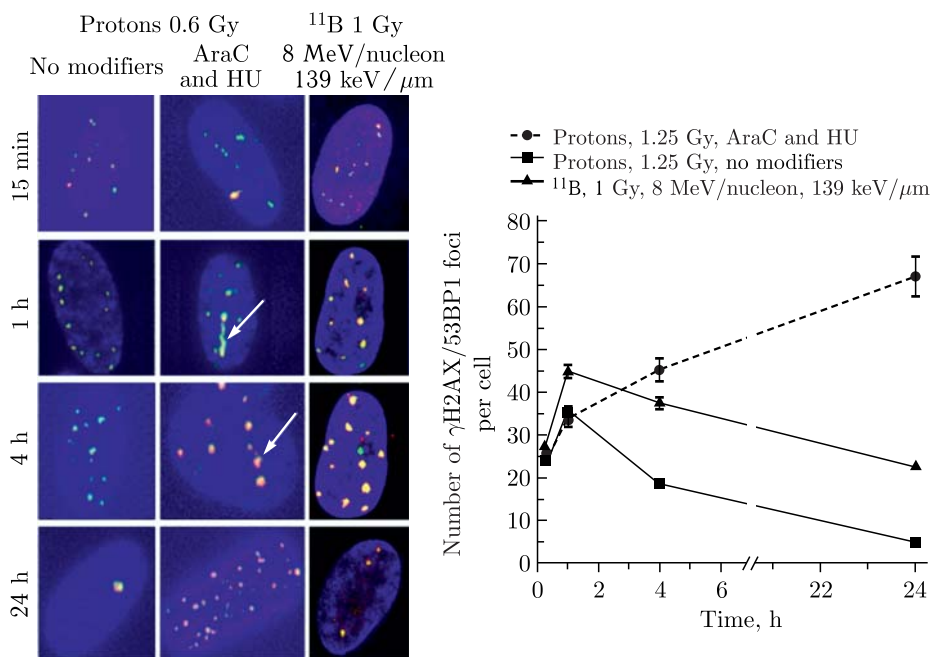 Protons 0.6 Gy
¹¹B 1 Gy
No modifiers
AraC
and HU
8 MeV/nucleon
139 keV/μm
15 min
1 h
4 h
24 h
Protons, 1.25 Gy, AraC and HU
Protons, 1.25 Gy, no modifiers
¹¹B, 1 Gy, 8 MeV/nucleon, 139 keV/μm
Number of γH2AX/53BP1 foci
per cell
80
70
60
50
40
30
20
10
0
0 2 4 6 22 24
Time, h